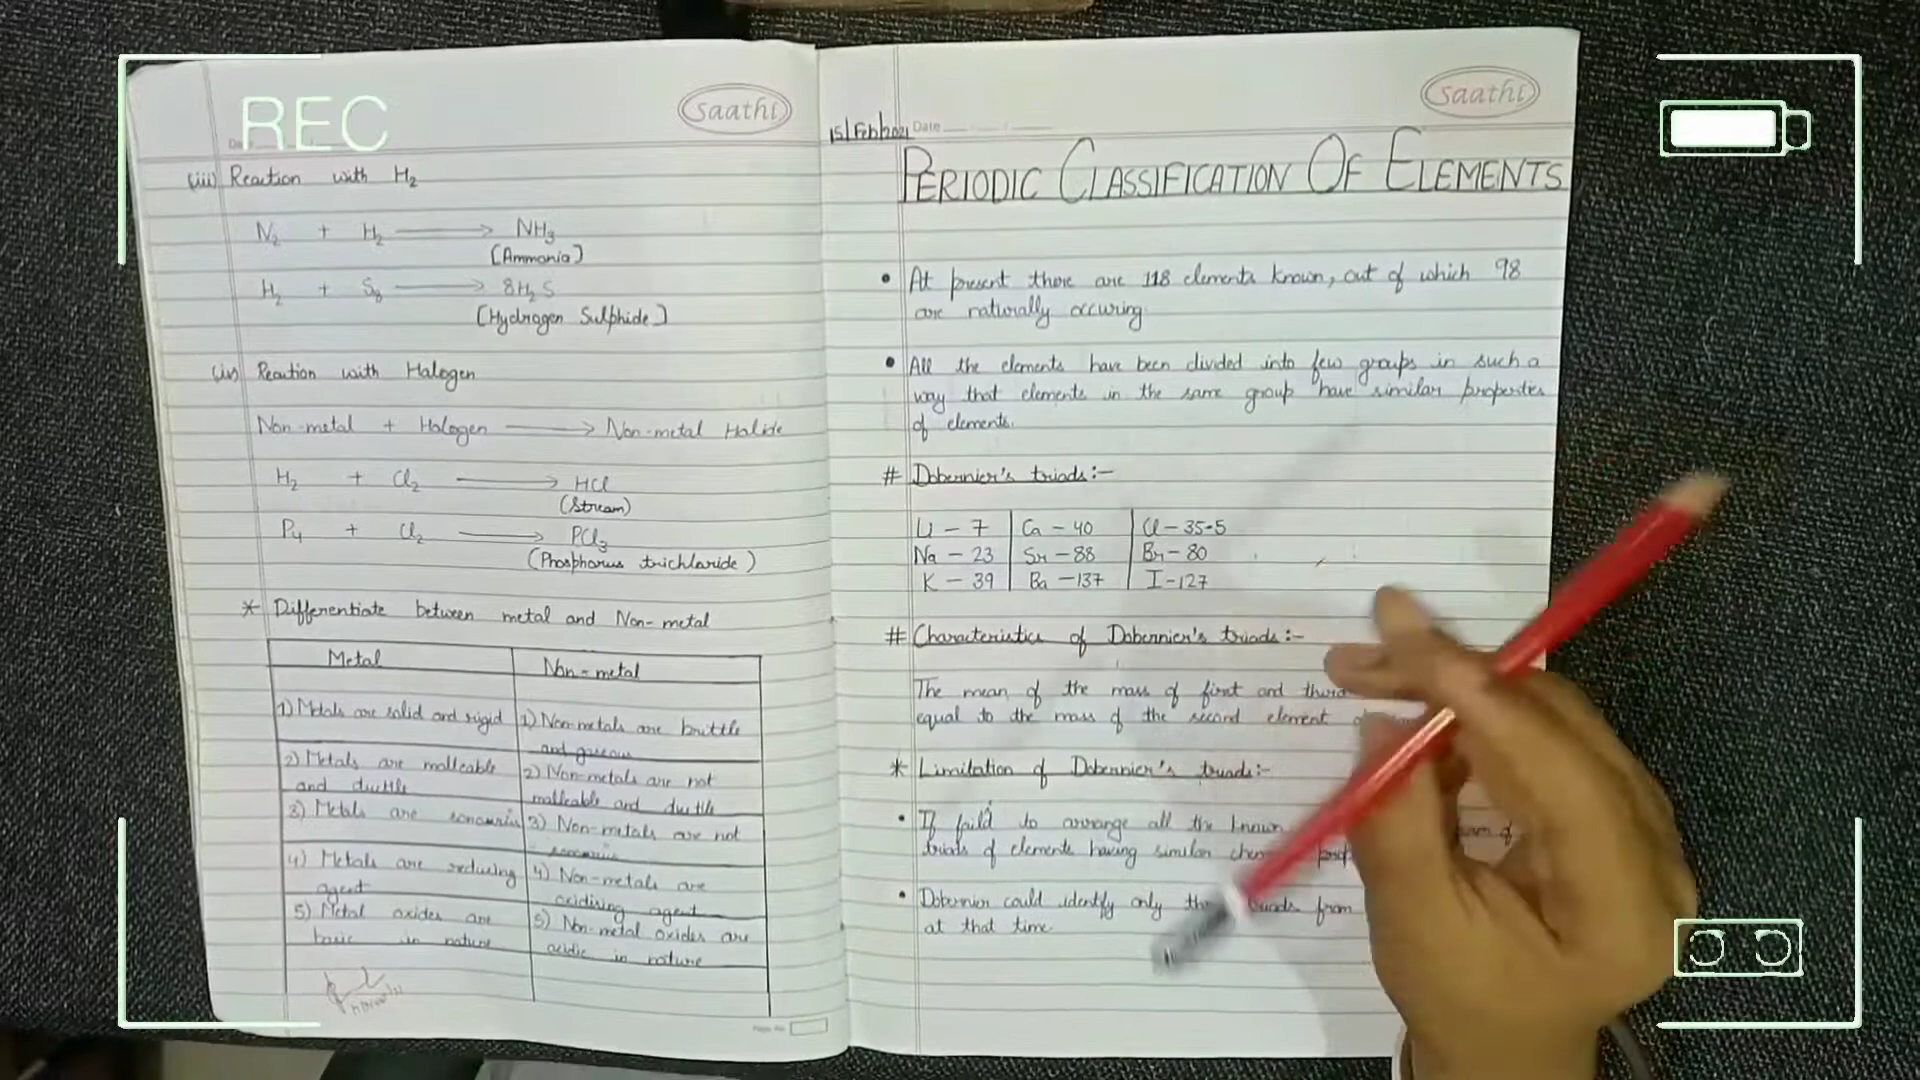 REC
Saathi
(iii) Reaction with H2
N2 + H2 → NH3
(Ammonia)
H2 + S8 → 8H2S
(Hydrogen Sulphide)
(iv) Reaction with Halogen
Non-metal + Halogen → Non-metal Halide
H2 + Cl2 → HCl
(Stream)
P4 + Cl2 → PCl3
(Phosphorus trichloride)
* Differentiate between metal and Non-metal
Metal
Non-metal
1) Metals are solid and rigid
1) Non-metals are brittle
and gaseous
2) Metals are malleable
and ductile
2) Non-metals are not
malleable and ductile
3) Metals are
3) Non-metals are not
4) Metals are reducing
agent
4) Non-metals are
oxidising agent
5) Metal oxides are
basic in nature
5) Non-metal oxides are
acidic in nature
Page No.
Saathi
15/Feb/2021 Date
PERIODIC CLASSIFICATION OF ELEMENTS
• At present there are 118 elements known, out of which 98
are naturally occuring.
• All the elements have been divided into few groups in such a
way that elements in the same group have similar properties
of elements.
# Dobernier's triads:-
Li - 7 | Ca - 40 | Cl - 35.5
Na - 23 | Sr - 88 | Br - 80
K - 39 | Ba - 137 | I - 127
# Characteristics of Dobernier's triads:-
The mean of the mass of first and
equal to the mass of the second element
* Limitation of Dobernier's triads:-
• If faild to arrange all the known
triads of elements having similar
• Dobernier could identify only from
at that time.